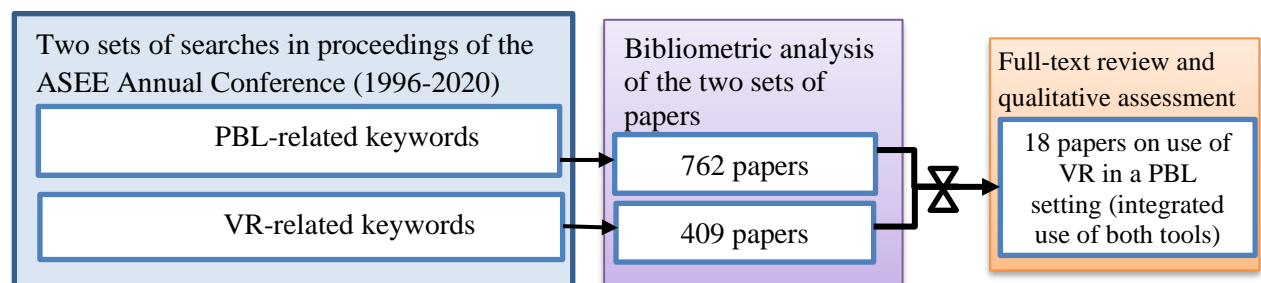 Two sets of searches in proceedings of the
ASEE Annual Conference (1996-2020)
PBL-related keywords
VR-related keywords
Bibliometric analysis
of the two sets of
papers
762 papers
409 papers
Full-text review and
qualitative assessment
18 papers on use of
VR in a PBL
setting (integrated
use of both tools)